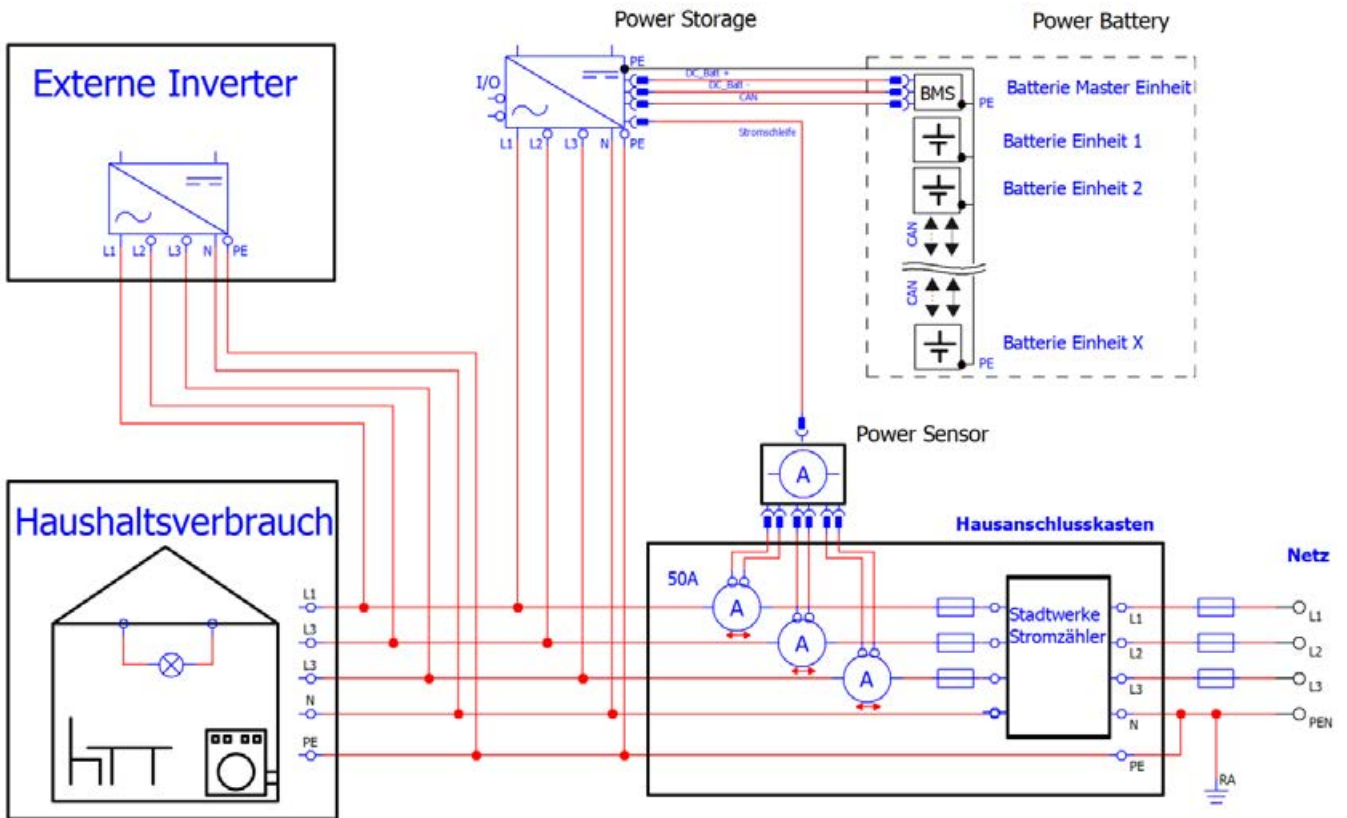 Power Storage
Power Battery
Externe Inverter
I/O
PE
DC_Batt +
DC_Batt -
CAN
Stromschleife
L1 L2 L3 N PE
BMS
PE
Batterie Master Einheit
Batterie Einheit 1
Batterie Einheit 2
CAN
CAN
Batterie Einheit X
PE
L1 L2 L3 N PE
Power Sensor
A
Haushaltsverbrauch
Hausanschlusskasten
Netz
50A
L1
L3
L3
N
PE
A
A
A
Stadtwerke
Stromzähler
L1
L2
L3
N
PE
L1
L2
L3
PEN
RA